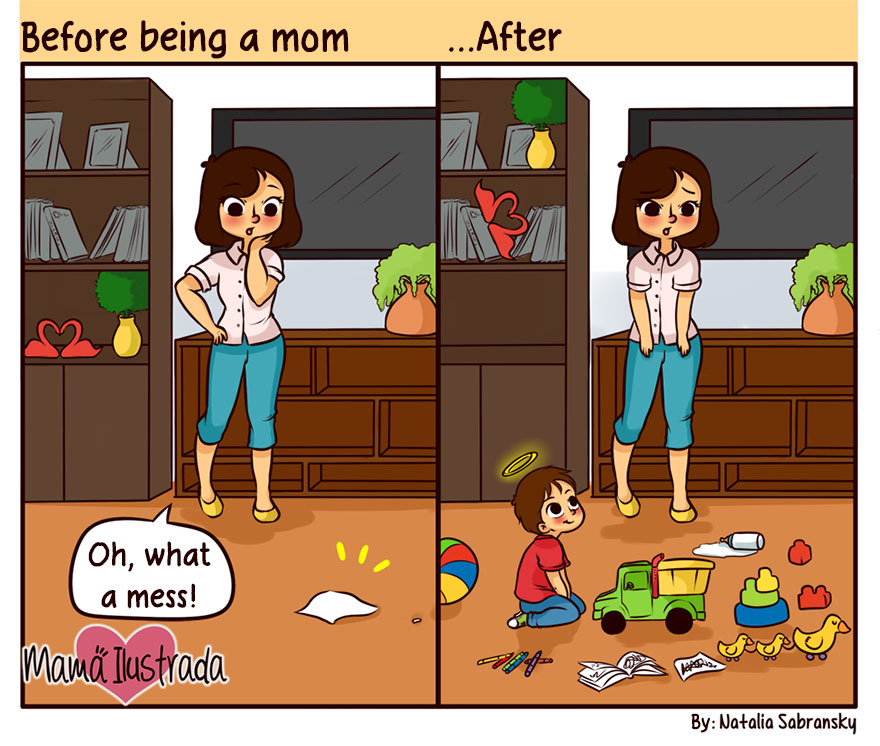 Before being a mom
...After
Oh, what
a mess!
Mamá Ilustrada
By: Natalia Sabransky